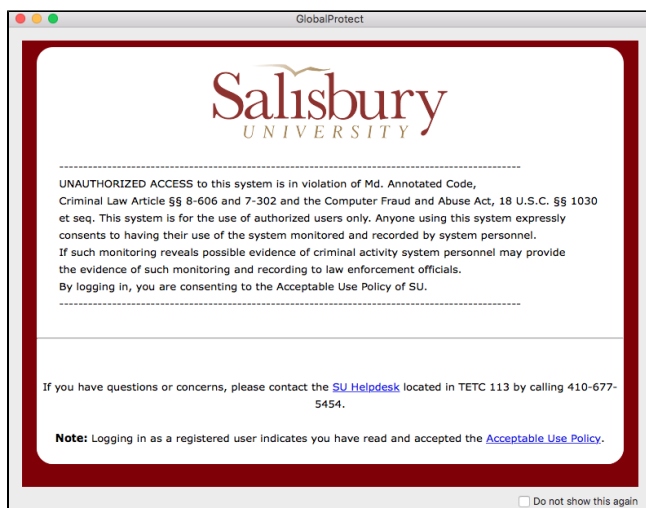 GlobalProtect
Salisbury
UNIVERSITY
------------------------------------------------------------------------------------------------
UNAUTHORIZED ACCESS to this system is in violation of Md. Annotated Code,
Criminal Law Article §§ 8-606 and 7-302 and the Computer Fraud and Abuse Act, 18 U.S.C. §§ 1030
et seq. This system is for the use of authorized users only. Anyone using this system expressly
consents to having their use of the system monitored and recorded by system personnel.
If such monitoring reveals possible evidence of criminal activity system personnel may provide
the evidence of such monitoring and recording to law enforcement officials.
By logging in, you are consenting to the Acceptable Use Policy of SU.
------------------------------------------------------------------------------------------------
If you have questions or concerns, please contact the SU Helpdesk located in TETC 113 by calling 410-677-
5454.
Note: Logging in as a registered user indicates you have read and accepted the Acceptable Use Policy.
Do not show this again